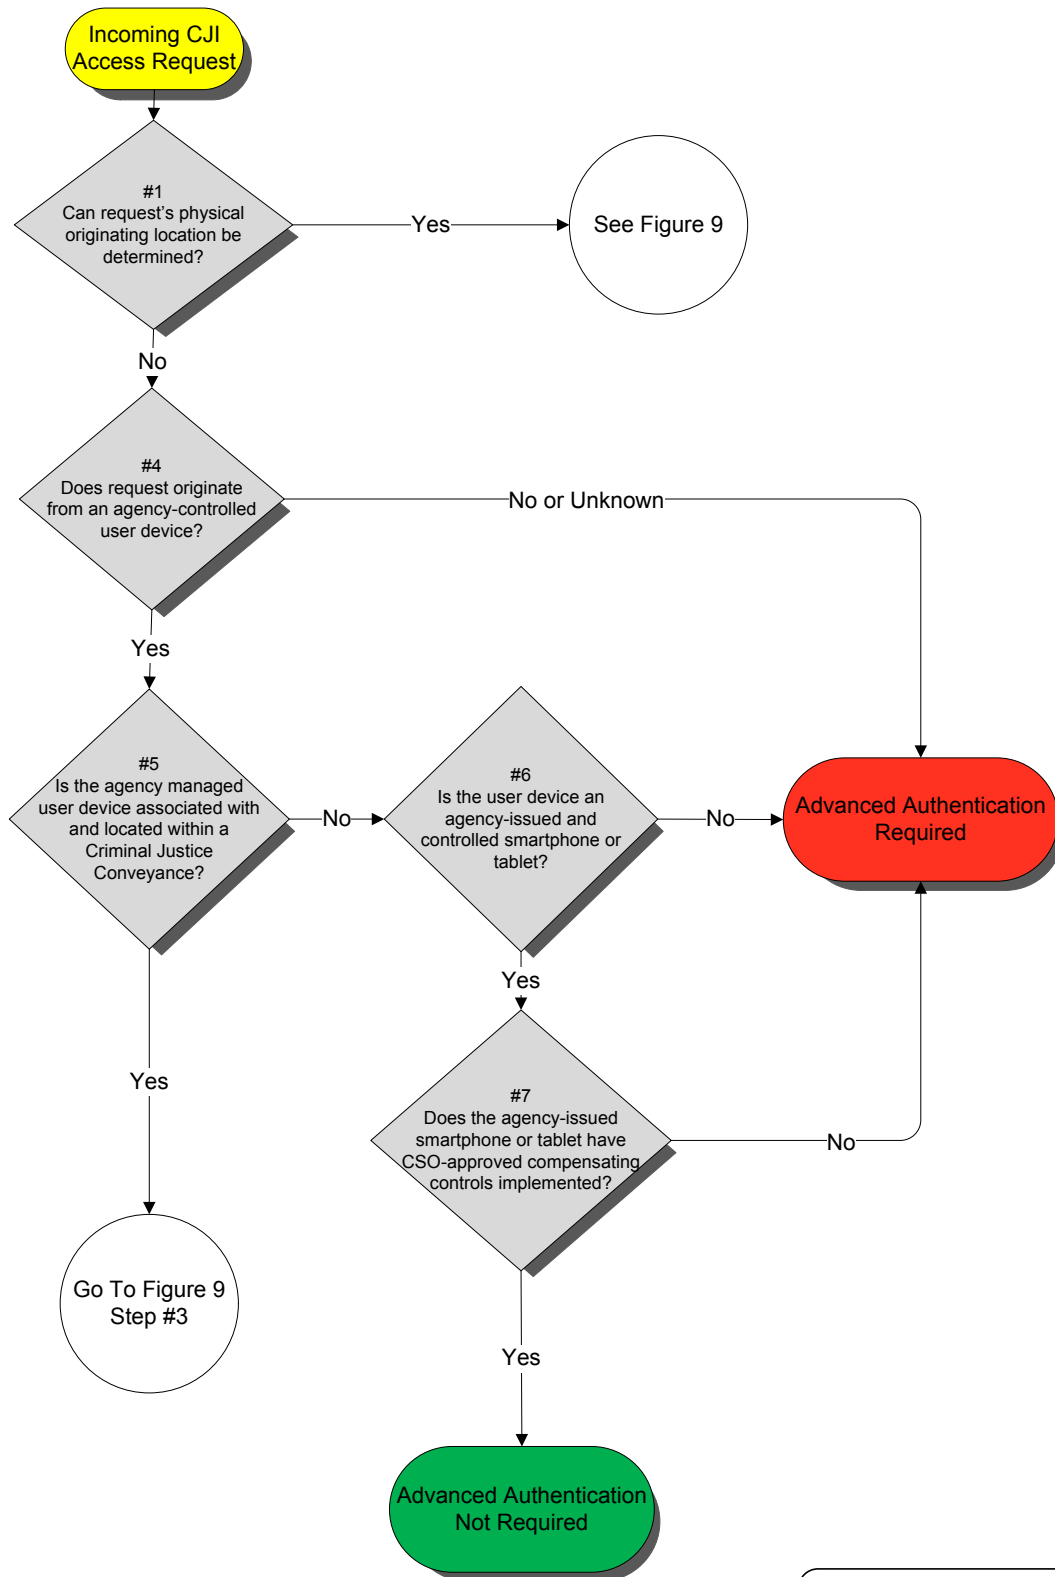 Incoming CJI
Access Request
#1
Can request's physical
originating location be
determined?
Yes
See Figure 9
No
#4
Does request originate
from an agency-controlled
user device?
No or Unknown
Yes
#5
Is the agency managed
user device associated with
and located within a
Criminal Justice
Conveyance?
No
#6
Is the user device an
agency-issued and
controlled smartphone or
tablet?
No
Advanced Authentication
Required
Yes
#7
Does the agency-issued
smartphone or tablet have
CSO-approved compensating
controls implemented?
No
Yes
Go To Figure 9
Step #3
Yes
Advanced Authentication
Not Required